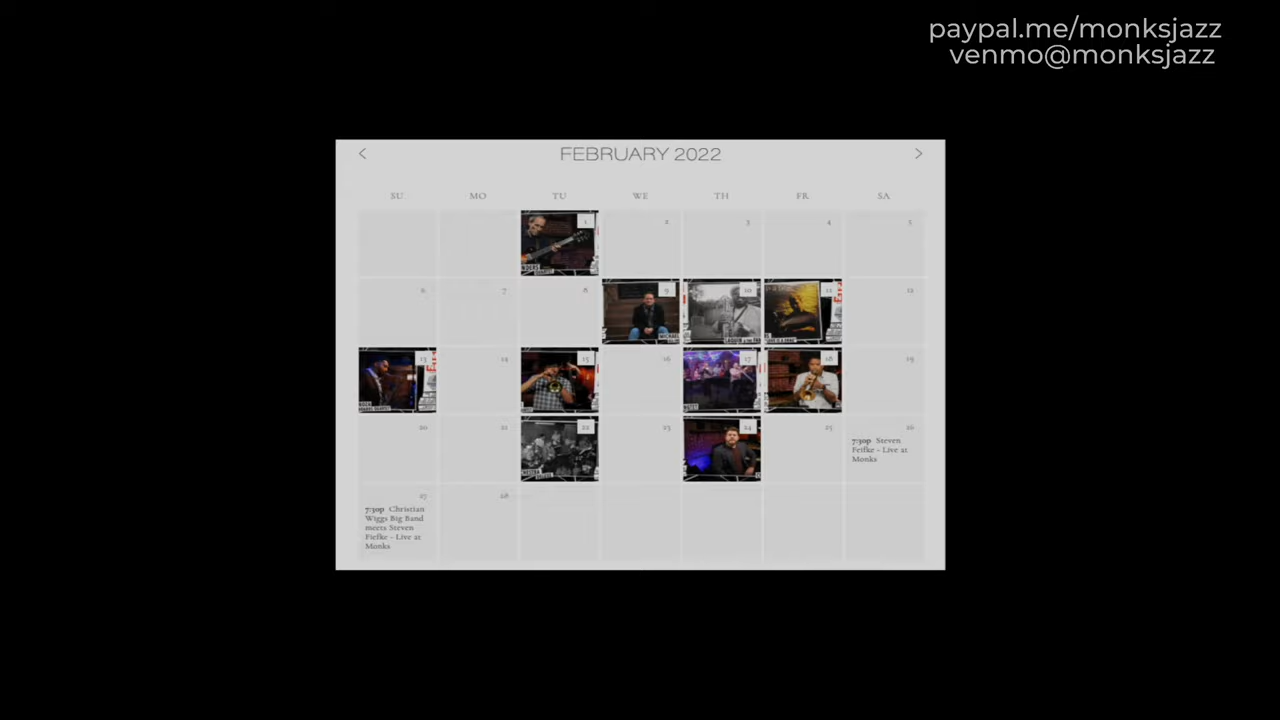 paypal.me/monksjazz
venmo@monksjazz
FEBRUARY 2022
SU MO TU WE TH FR SA
1 2 3 4 5
6 7 8 9 10 11 12
13 14 15 16 17 18 19
20 21 22 23 24 25 26
7:30p Steven
Feifke - Live at
Monks
27 28
7:30p Christian
Wiggs Big Band
meets Steven
Fiefke - Live at
Monks